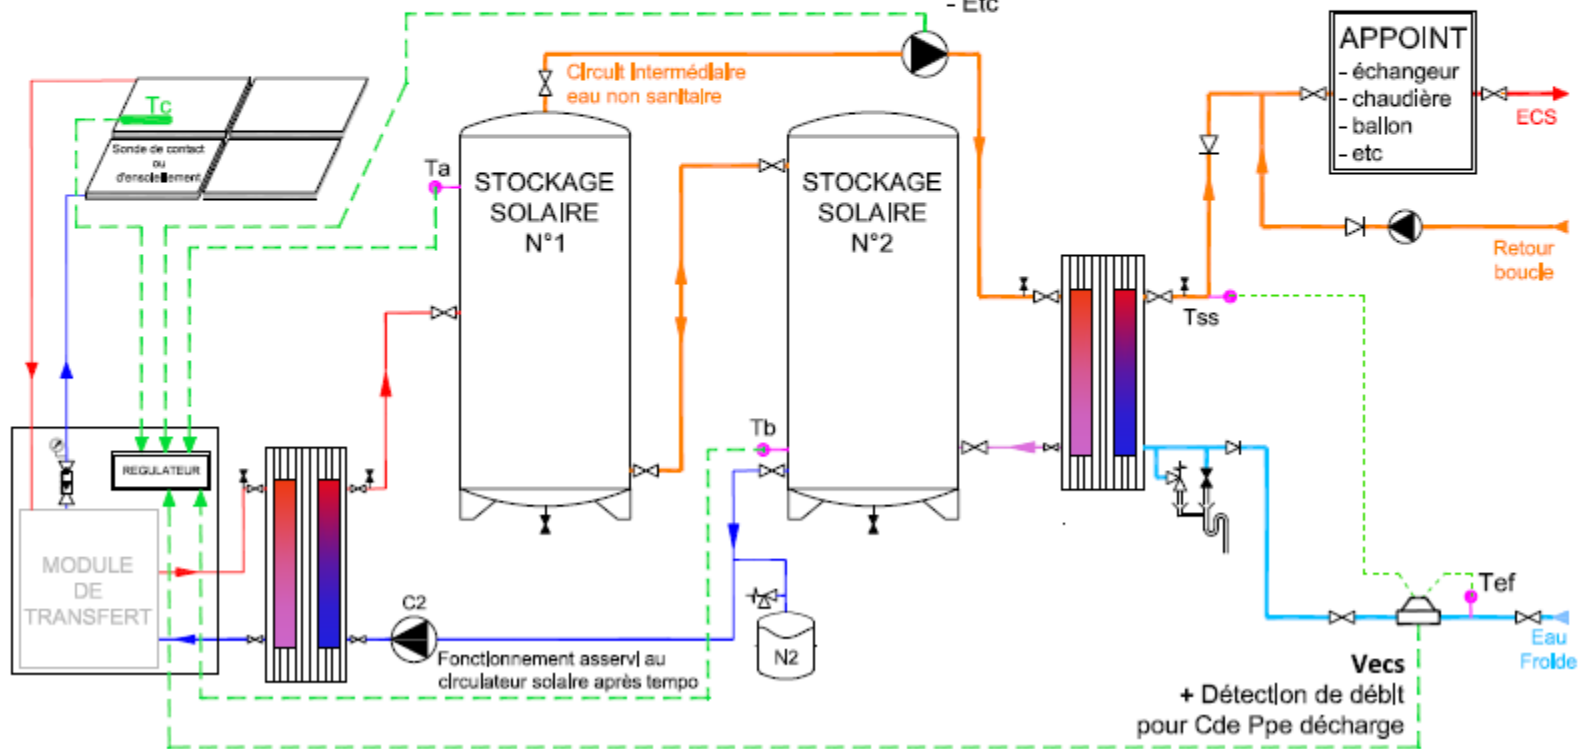 - Etc
Circuit Intermédiaire
eau non sanitaire
APPOINT
- échangeur
- chaudière
- ballon
- etc
ECS
Tc
Sonde de contact
ou
d'ensoleillement
Ta
STOCKAGE
SOLAIRE
N°1
STOCKAGE
SOLAIRE
N°2
Retour
boucle
Tss
Tb
REGULATEUR
MODULE
DE
TRANSFERT
C2
Fonctionnement asservi au
circulateur solaire après tempo
N2
Tef
Eau
Froide
Vecs
+ Détection de débit
pour Cde Ppe décharge